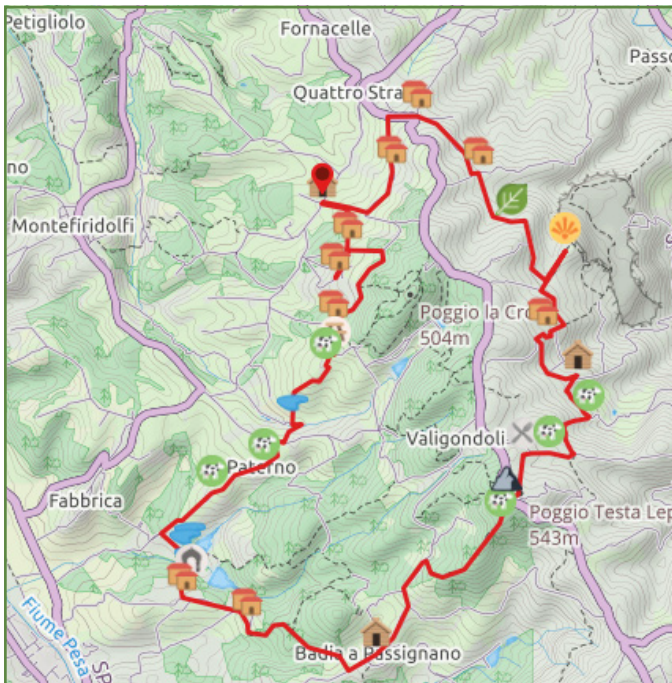 Petigliolo
Fornacelle
Passo
Quattro Stra
no
Montefiridolfi
Poggio la Cro
504m
Valigondoli
Paterno
Fabbrica
Poggio Testa Lep
543m
Fiume Pesa
SP
Badia a Passignano